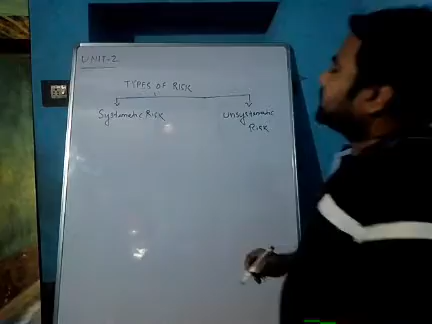 UNIT-2
TYPES OF RISK
Systematic Risk
Unsystematic
Risk